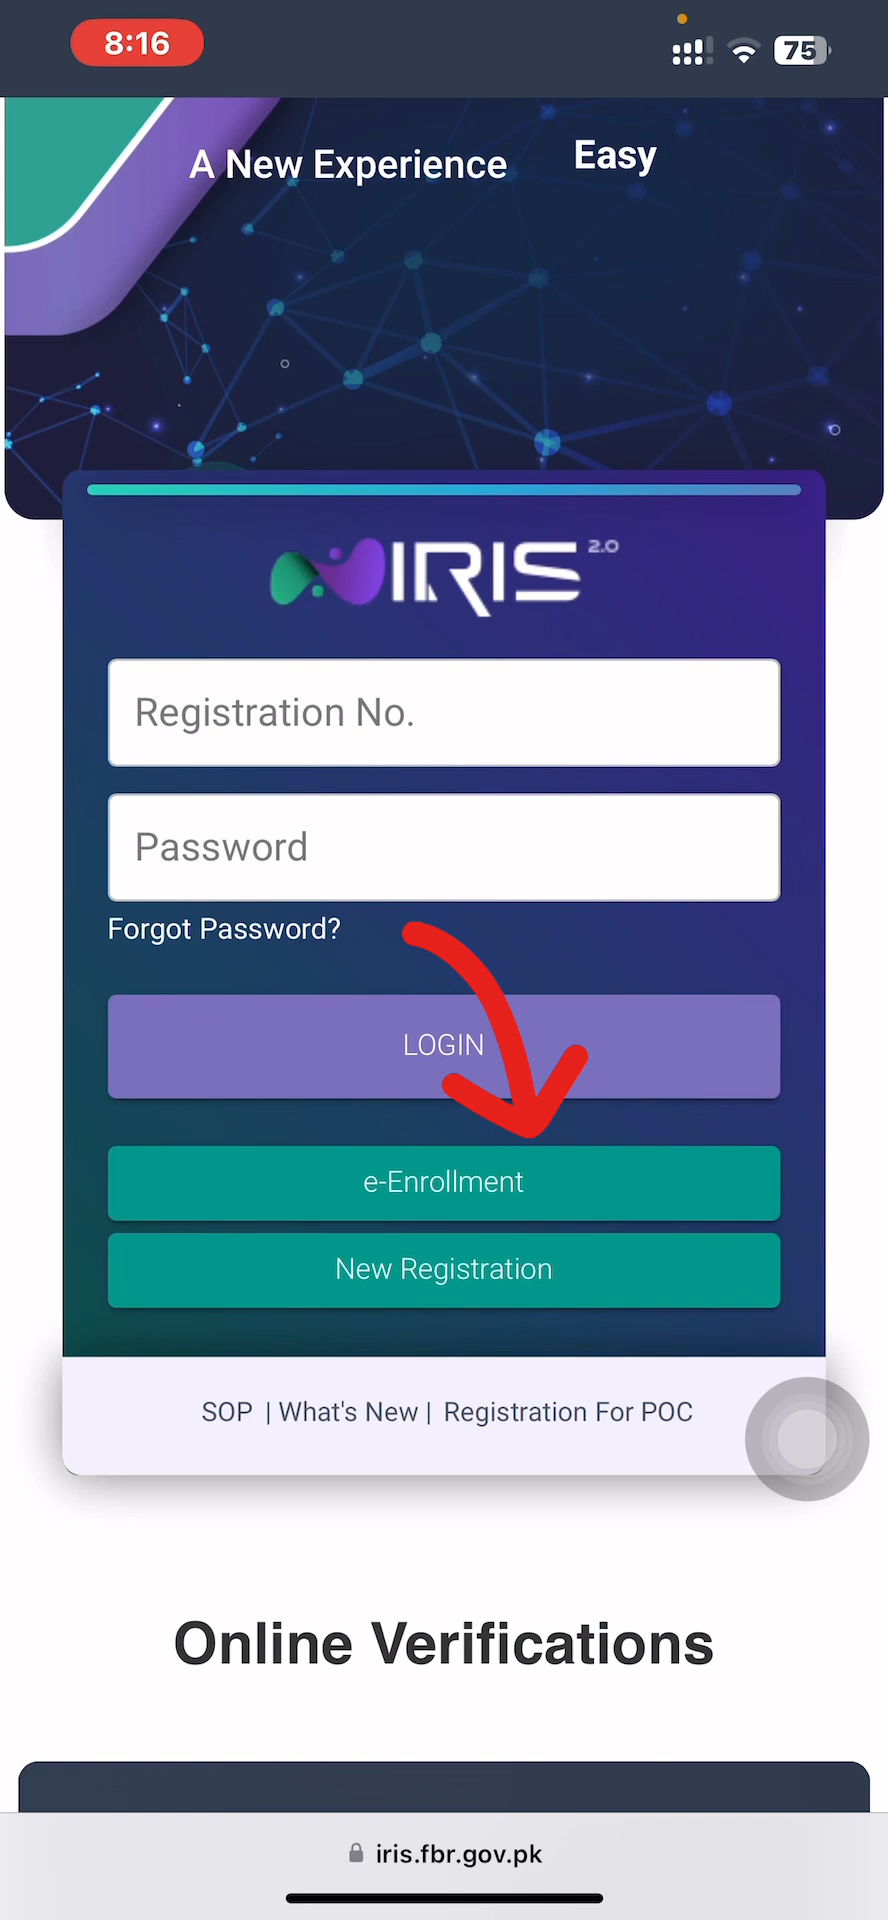 8:16
75
A New Experience Easy
IRIS 2.0
Registration No.
Password
Forgot Password?
LOGIN
e-Enrollment
New Registration
SOP | What's New | Registration For POC
Online Verifications
iris.fbr.gov.pk